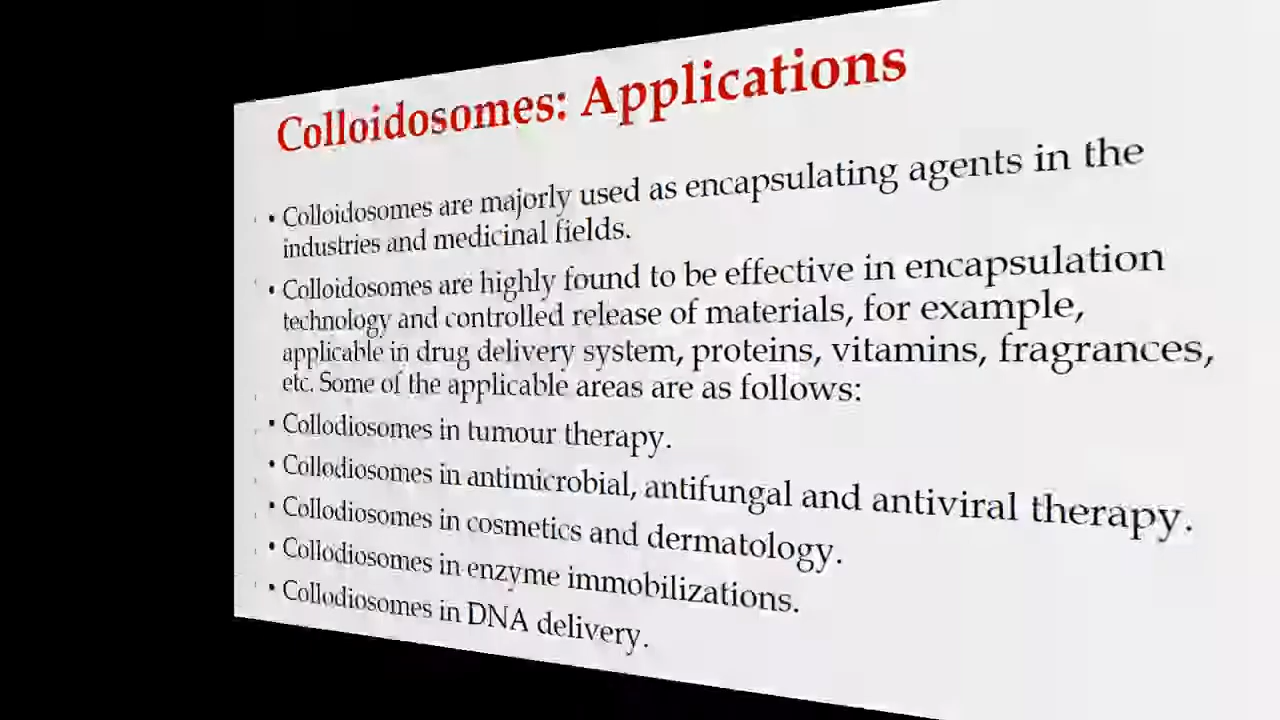 Colloidosomes: Applications
• Colloidosomes are majorly used as encapsulating agents in the
industries and medicinal fields.
• Colloidosomes are highly found to be effective in encapsulation
technology and controlled release of materials, for example,
applicable in drug delivery system, proteins, vitamins, fragrances,
etc. Some of the applicable areas are as follows:
• Collodiosomes in tumour therapy.
• Collodiosomes in antimicrobial, antifungal and antiviral therapy.
• Collodiosomes in cosmetics and dermatology.
• Collodiosomes in enzyme immobilizations.
• Collodiosomes in DNA delivery.